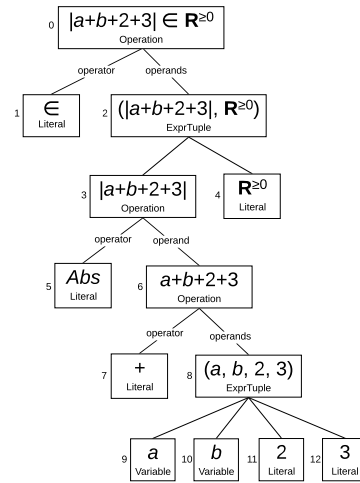 0
|a+b+2+3| ∈ R≥0
Operation
operator operands
1
∈
Literal
2
(|a+b+2+3|, R≥0)
ExprTuple
3
|a+b+2+3|
Operation
4
R≥0
Literal
operator operand
5
Abs
Literal
6
a+b+2+3
Operation
operator operands
7
+
Literal
8
(a, b, 2, 3)
ExprTuple
9
a
Variable
10
b
Variable
11
2
Literal
12
3
Literal